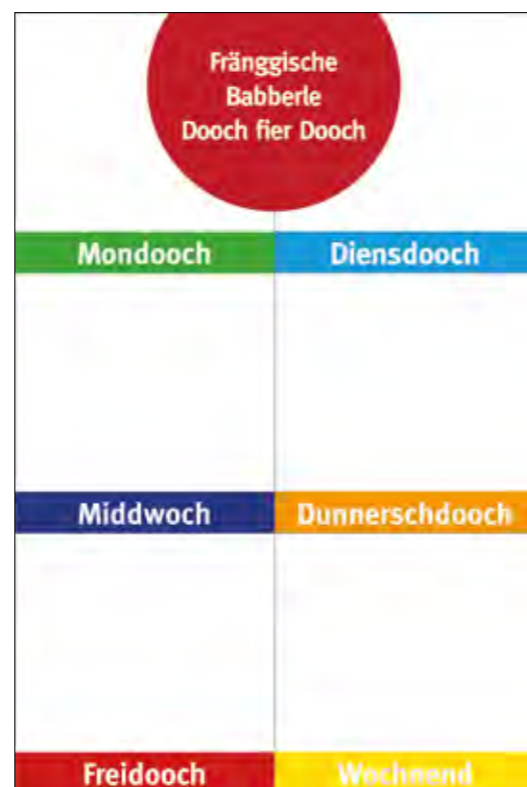 Fränggische
Babberle
Dooch fier Dooch
Mondooch
Diensdooch
Middwoch
Dunnerschdooch
Freidooch
Wochnend